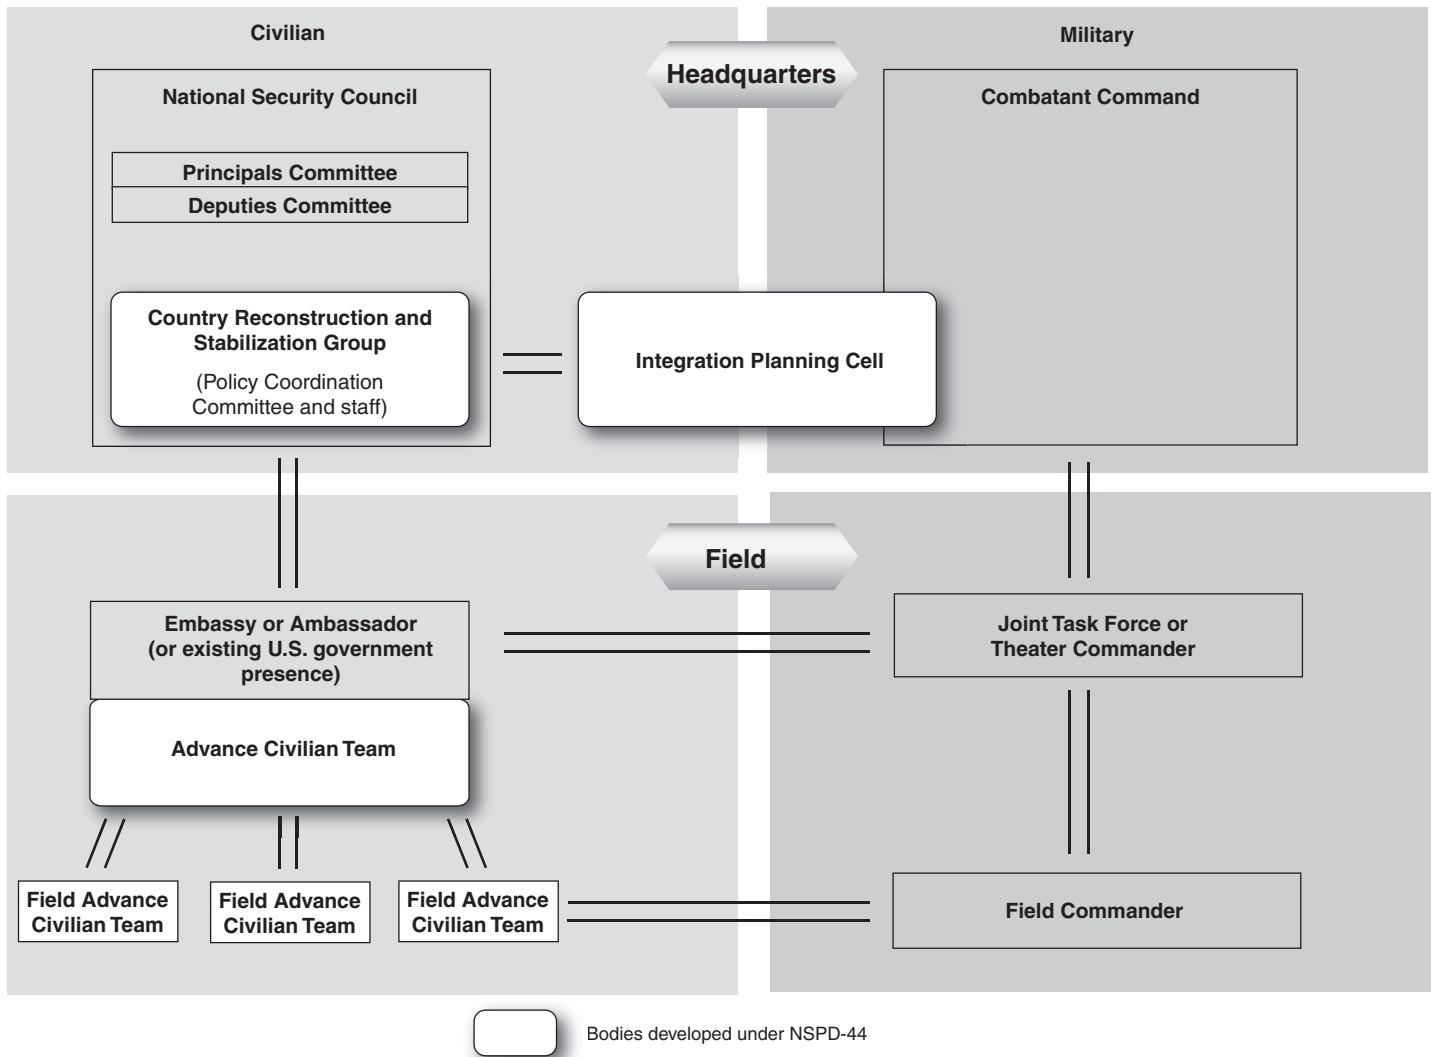 Civilian
Military
Headquarters
National Security Council
Combatant Command
Principals Committee
Deputies Committee
Country Reconstruction and
Stabilization Group
(Policy Coordination
Committee and staff)
Integration Planning Cell
Field
Embassy or Ambassador
(or existing U.S. government
presence)
Joint Task Force or
Theater Commander
Advance Civilian Team
Field Advance
Civilian Team
Field Advance
Civilian Team
Field Advance
Civilian Team
Field Commander
Bodies developed under NSPD-44